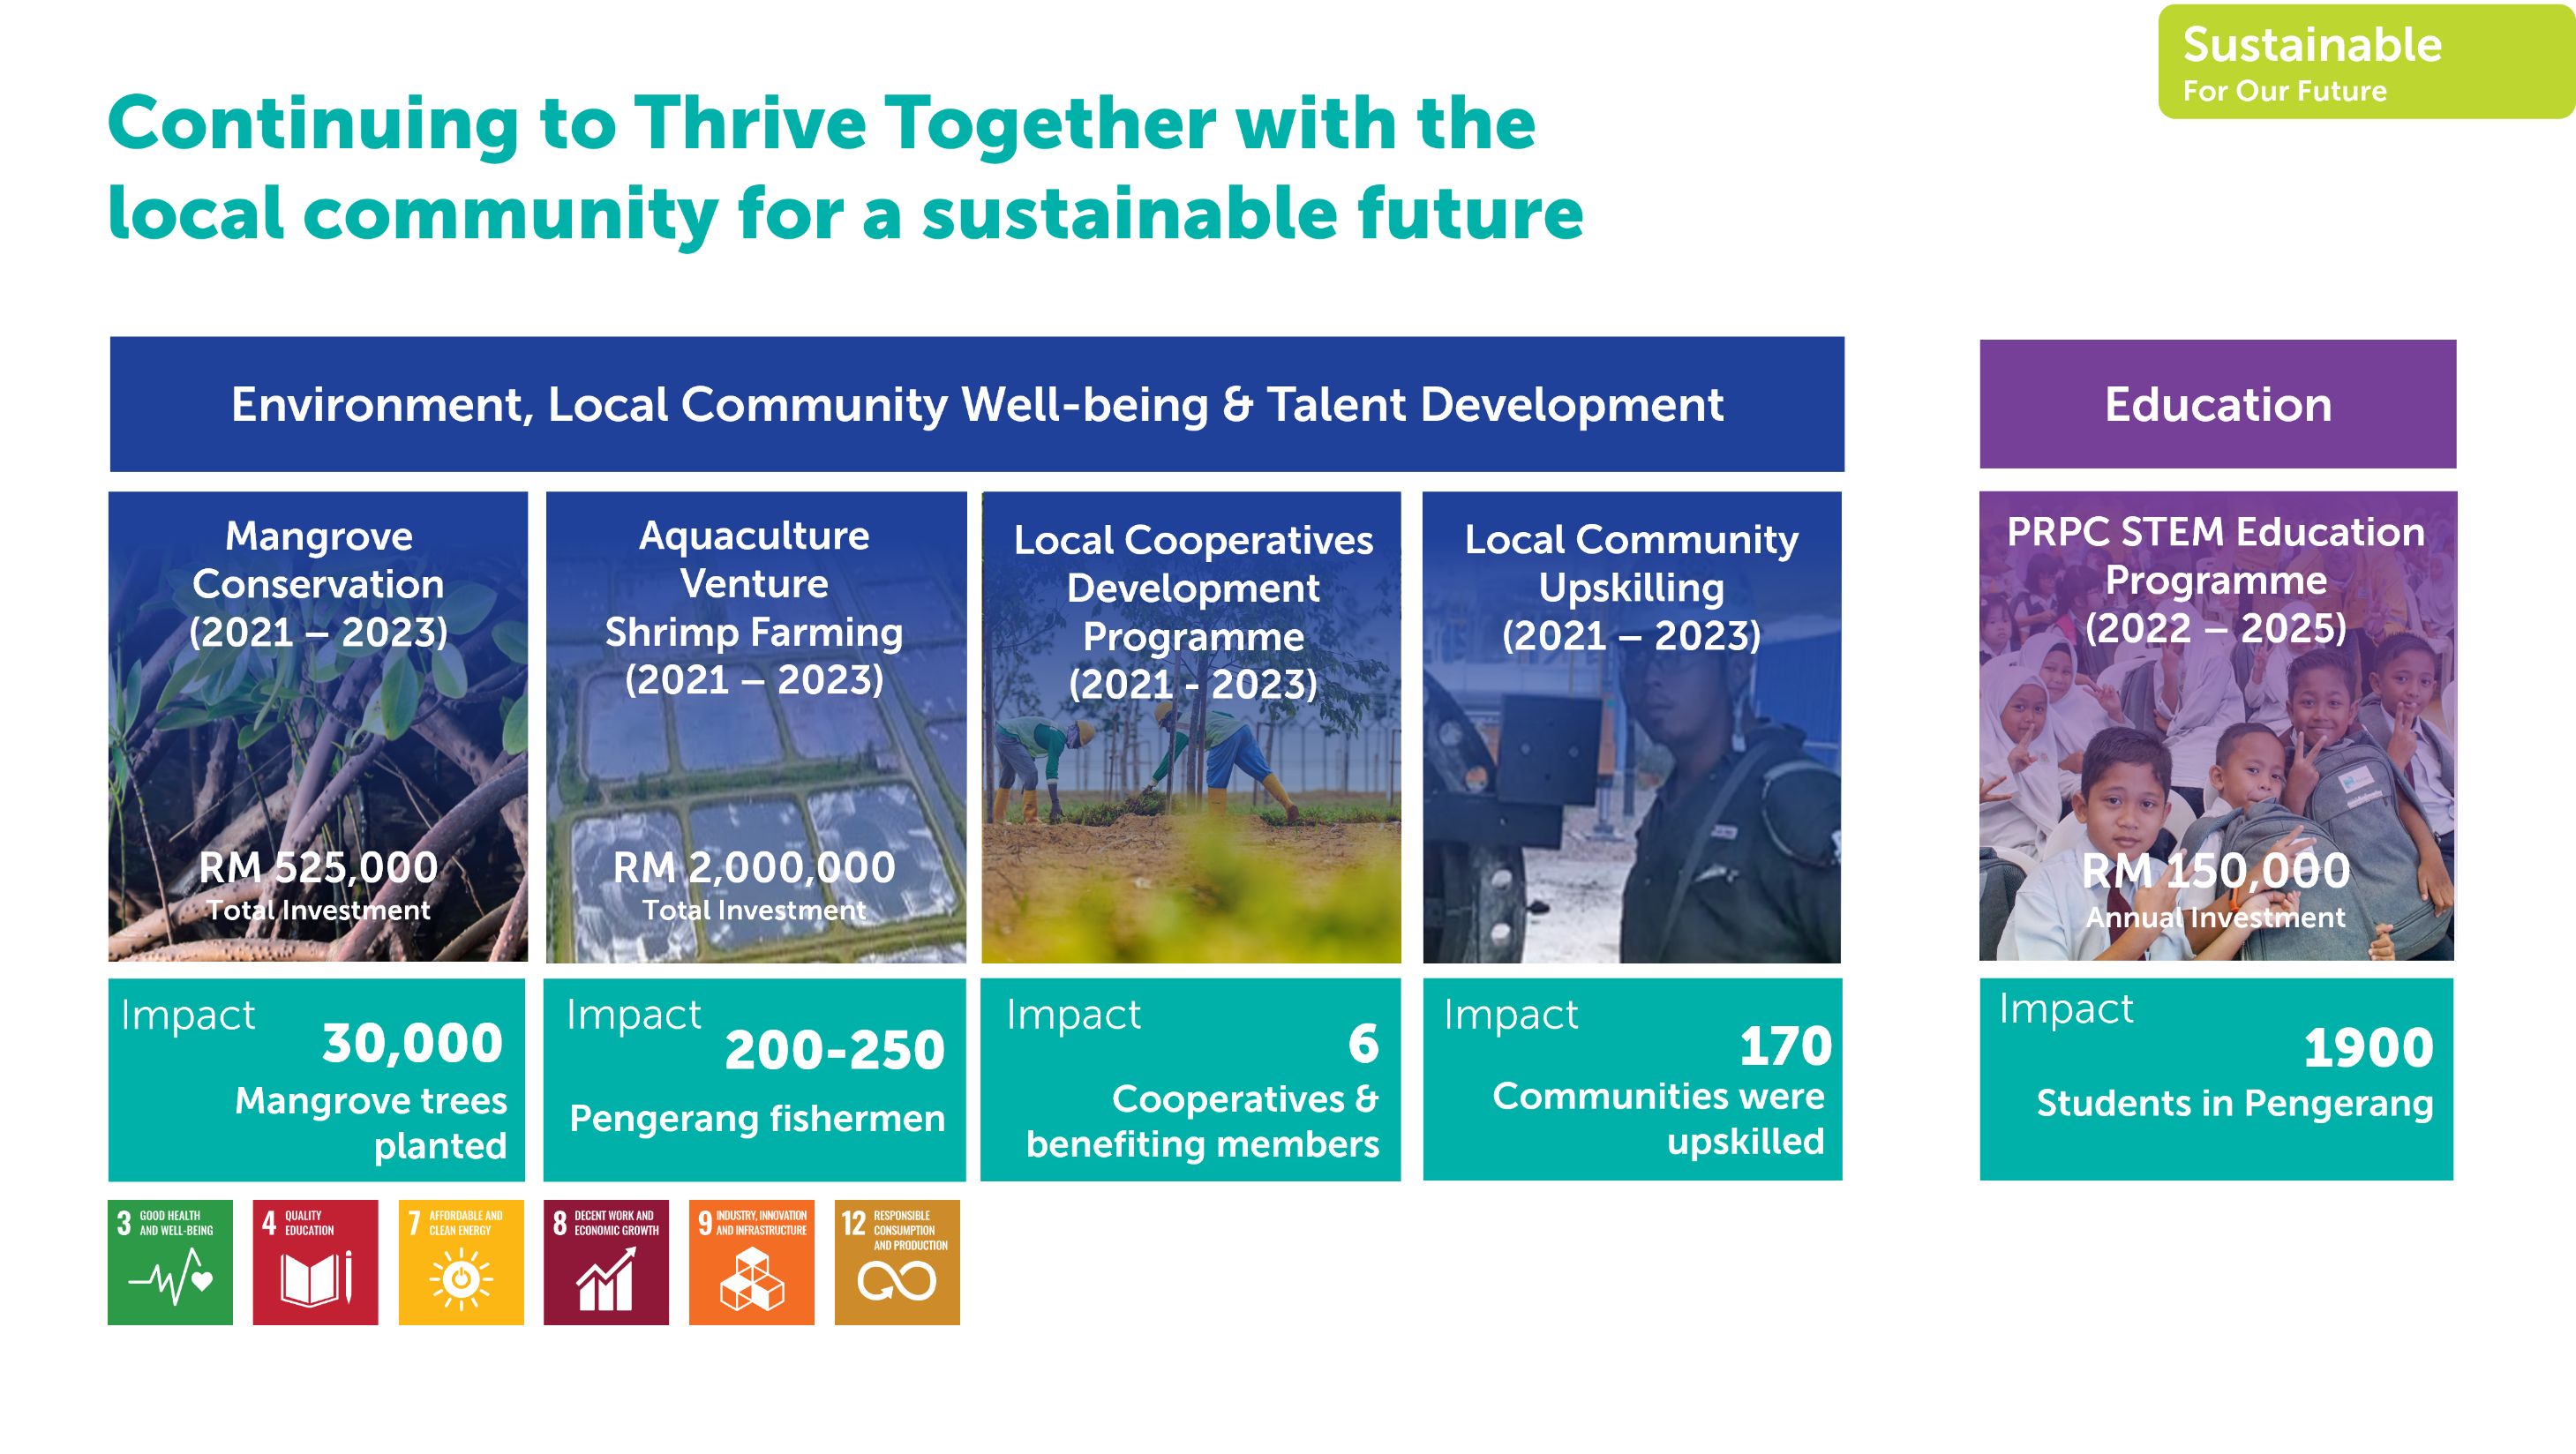 Sustainable
For Our Future
Continuing to Thrive Together with the
local community for a sustainable future
Environment, Local Community Well-being & Talent Development
Education
Mangrove
Conservation
(2021 – 2023)
RM 525,000
Total Investment
Aquaculture
Venture
Shrimp Farming
(2021 – 2023)
RM 2,000,000
Total Investment
Local Cooperatives
Development
Programme
(2021 - 2023)
Local Community
Upskilling
(2021 – 2023)
PRPC STEM Education
Programme
(2022 – 2025)
RM 150,000
Annual Investment
Impact
30,000
Mangrove trees
planted
Impact
200-250
Pengerang fishermen
Impact
6
Cooperatives &
benefiting members
Impact
170
Communities were
upskilled
Impact
1900
Students in Pengerang
3 GOOD HEALTH
AND WELL-BEING
4 QUALITY
EDUCATION
7 AFFORDABLE AND
CLEAN ENERGY
8 DECENT WORK AND
ECONOMIC GROWTH
9 INDUSTRY, INNOVATION
AND INFRASTRUCTURE
12 RESPONSIBLE
CONSUMPTION
AND PRODUCTION